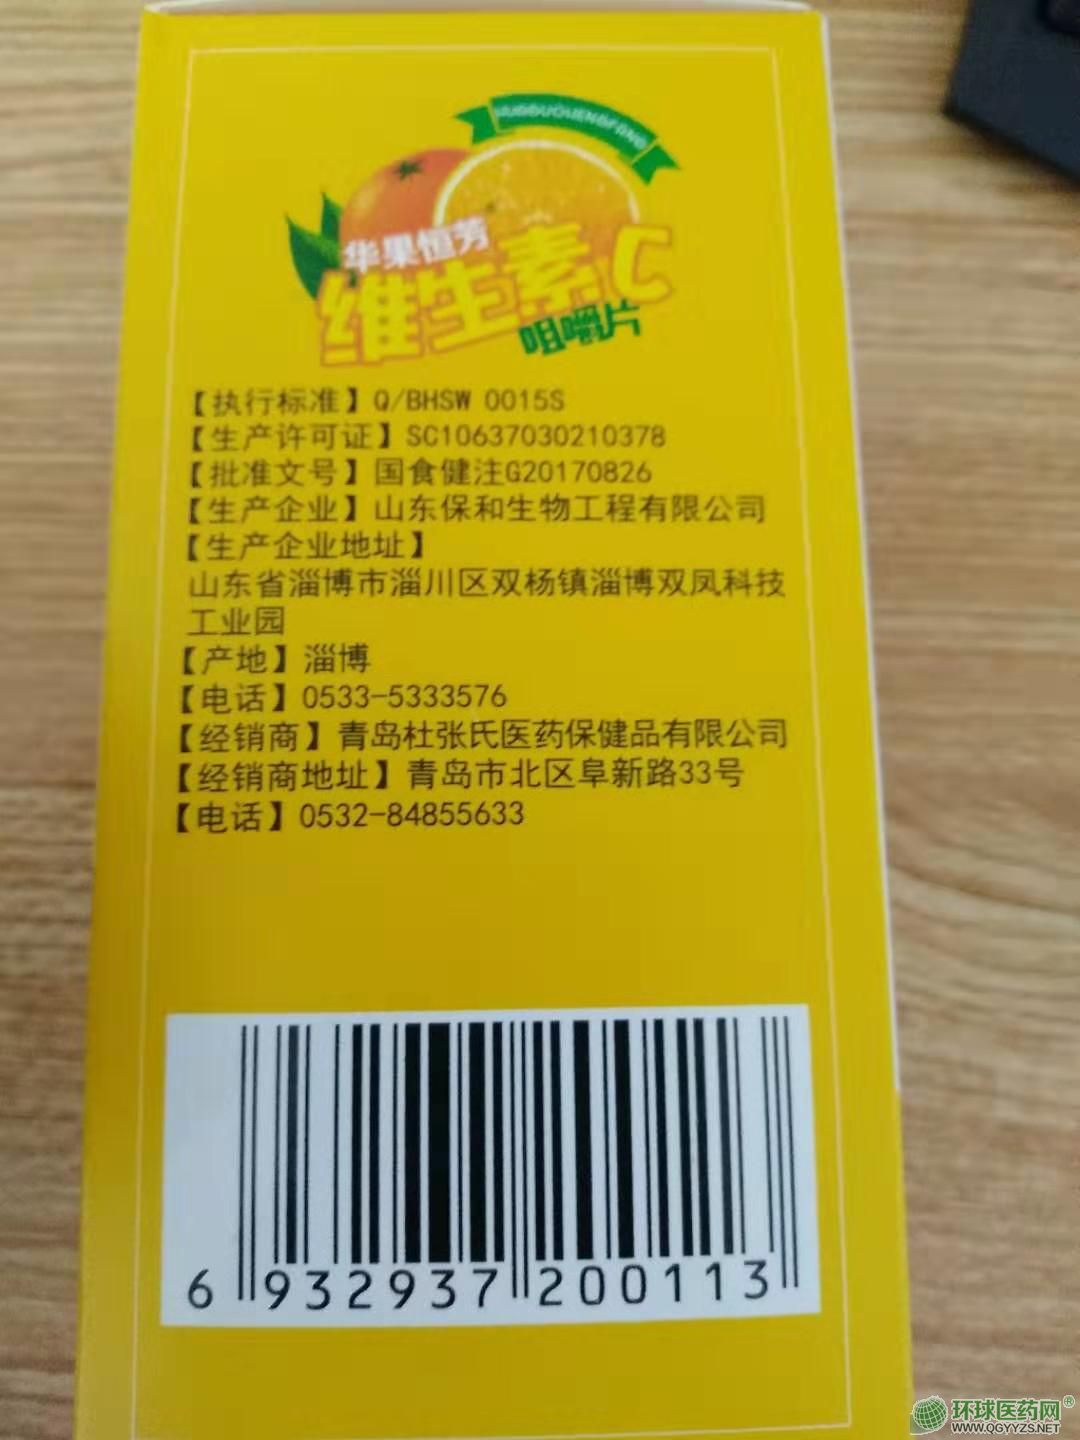 华果恒芳
维生素C
咀嚼片
【执行标准】Q/BHSW 0015S
【生产许可证】SC10637030210378
【批准文号】国食健注G20170826
【生产企业】山东保和生物工程有限公司
【生产企业地址】
山东省淄博市淄川区双杨镇淄博双凤科技
工业园
【产地】淄博
【电话】0533-5333576
【经销商】青岛杜张氏医药保健品有限公司
【经销商地址】青岛市北区阜新路33号
【电话】0532-84855633
6 932937 200113
环球医药网®
WWW.QGYYZS.NET